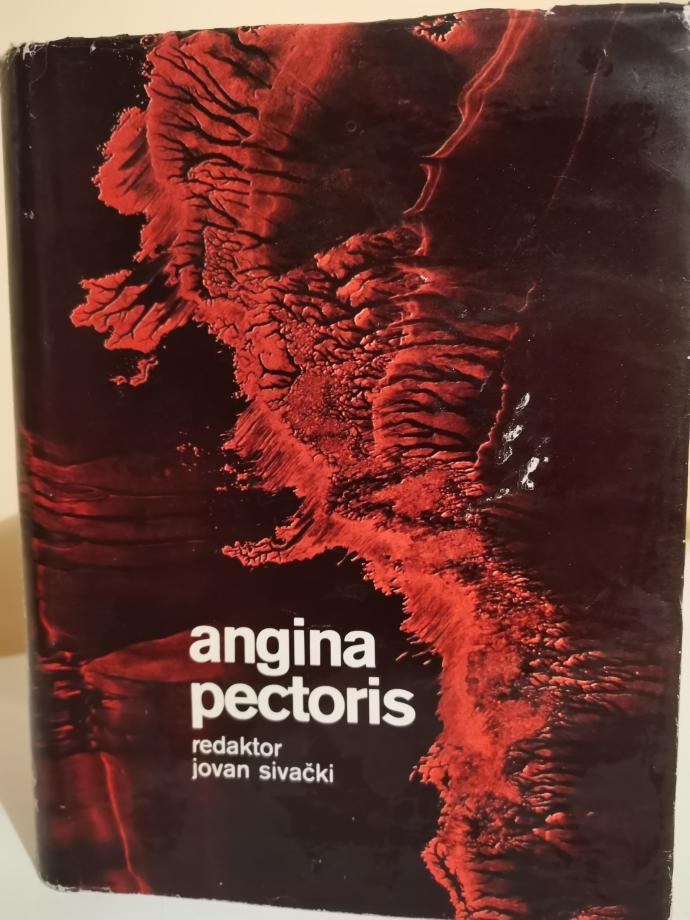 angina
pectoris
redaktor
jovan sivački